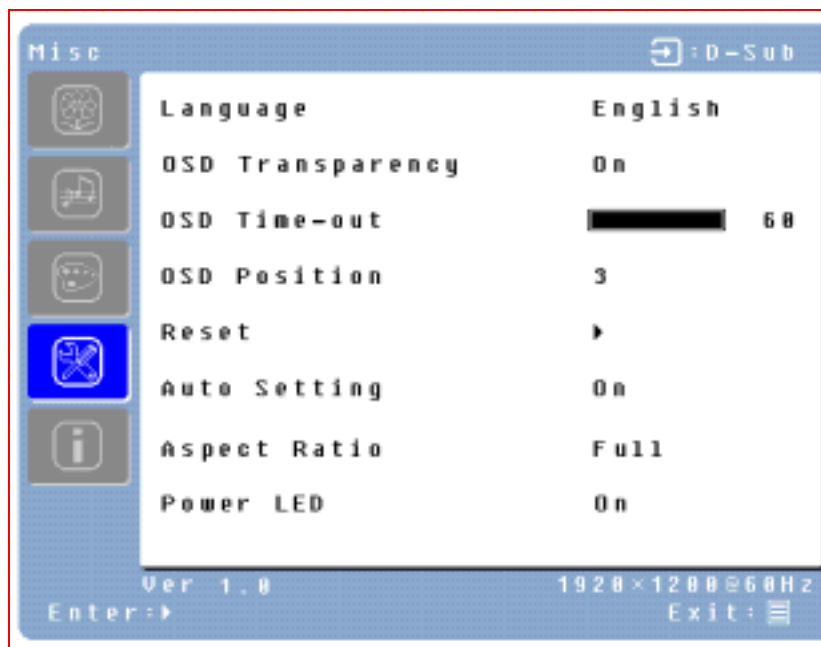 Misc :D-Sub
Language English
OSD Transparency On
OSD Time-out 60
OSD Position 3
Reset
Auto Setting On
Aspect Ratio Full
Power LED On
Ver 1.0 1920×1200@60Hz
Enter: Exit: